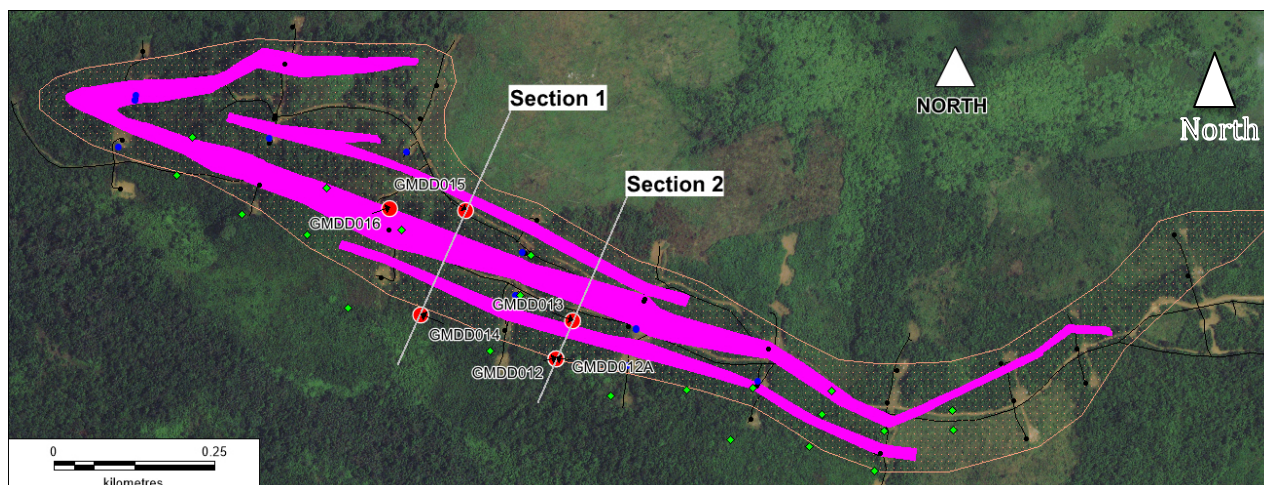 Section 1
NORTH
North
Section 2
GMDD015
GMDD016
GMDD013
GMDD014
GMDD012
GMDD012A
0
0.25
kilometres